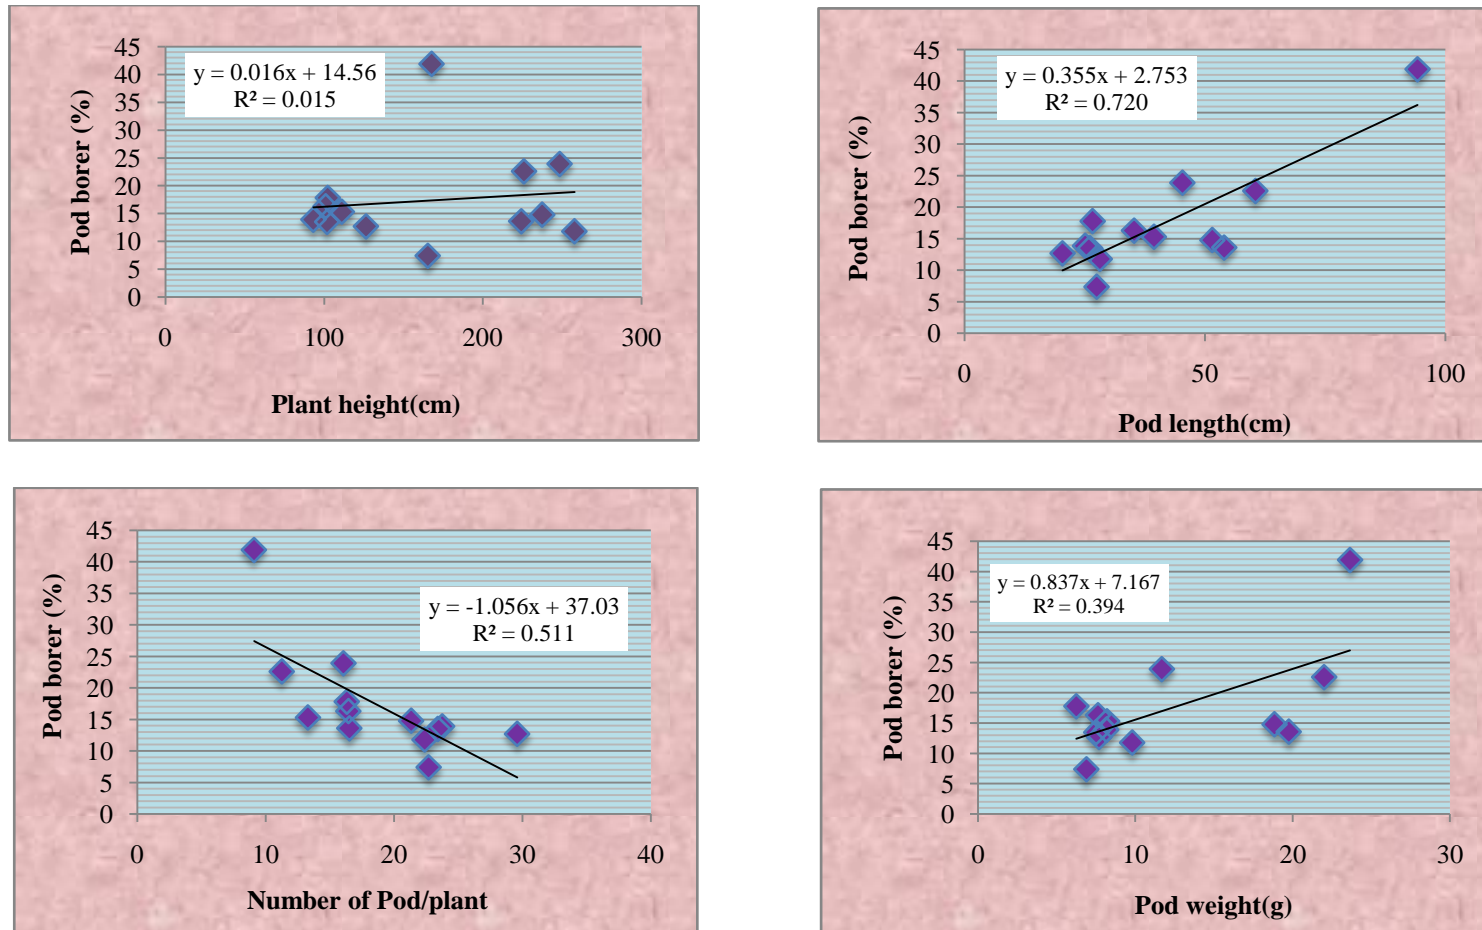 45
40
35
30
25
20
15
10
5
0
y = 0.016x + 14.56
R² = 0.015
Pod borer (%)
0 100 200 300
Plant height(cm)
45
40
35
30
25
20
15
10
5
0
y = 0.355x + 2.753
R² = 0.720
Pod borer (%)
0 50 100
Pod length(cm)
45
40
35
30
25
20
15
10
5
0
y = -1.056x + 37.03
R² = 0.511
Pod borer (%)
0 10 20 30 40
Number of Pod/plant
45
40
35
30
25
20
15
10
5
0
y = 0.837x + 7.167
R² = 0.394
Pod borer (%)
0 10 20 30
Pod weight(g)